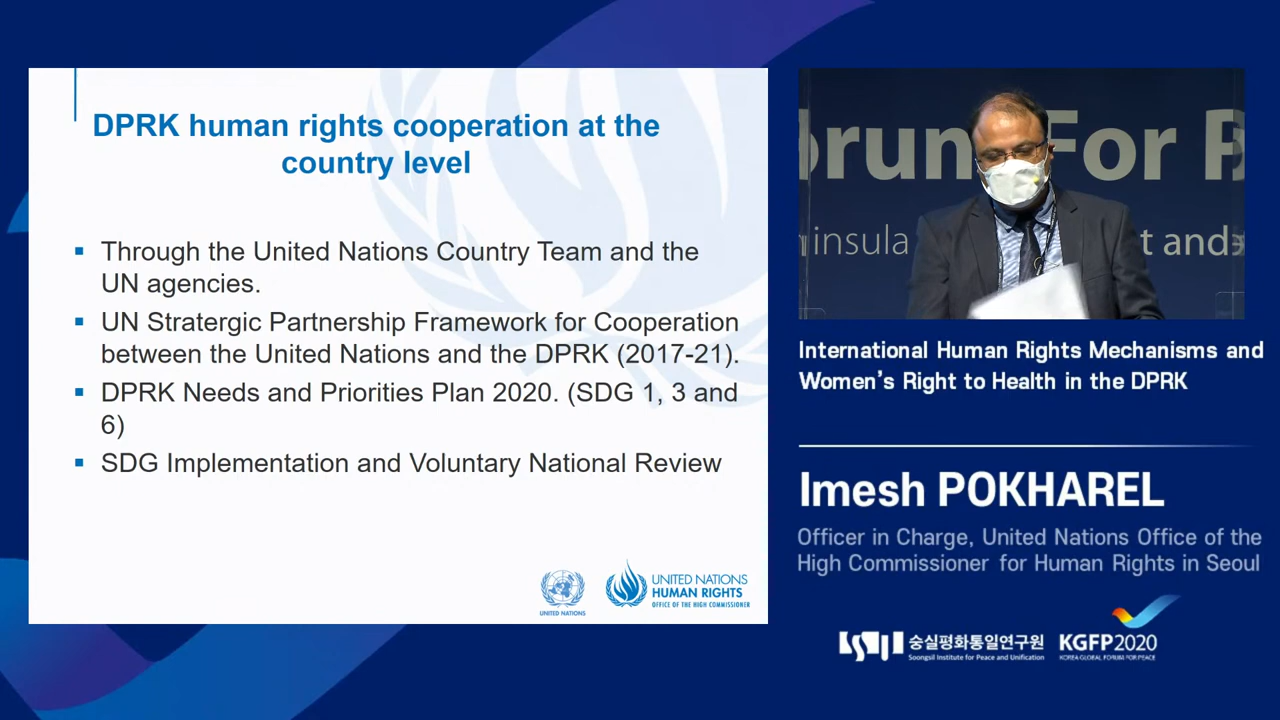 DPRK human rights cooperation at the
country level
Through the United Nations Country Team and the
UN agencies.
UN Stratergic Partnership Framework for Cooperation
between the United Nations and the DPRK (2017-21).
DPRK Needs and Priorities Plan 2020. (SDG 1, 3 and
6)
SDG Implementation and Voluntary National Review
UNITED NATIONS
UNITED NATIONS
HUMAN RIGHTS
OFFICE OF THE HIGH COMMISSIONER
orum For P
insula
t and
International Human Rights Mechanisms and
Women's Right to Health in the DPRK
Imesh POKHAREL
Officer in Charge, United Nations Office of the
High Commissioner for Human Rights in Seoul
숭실평화통일연구원
Soongsil Institute for Peace and Unification
KGFP2020
KOREA GLOBAL FORUM FOR PEACE